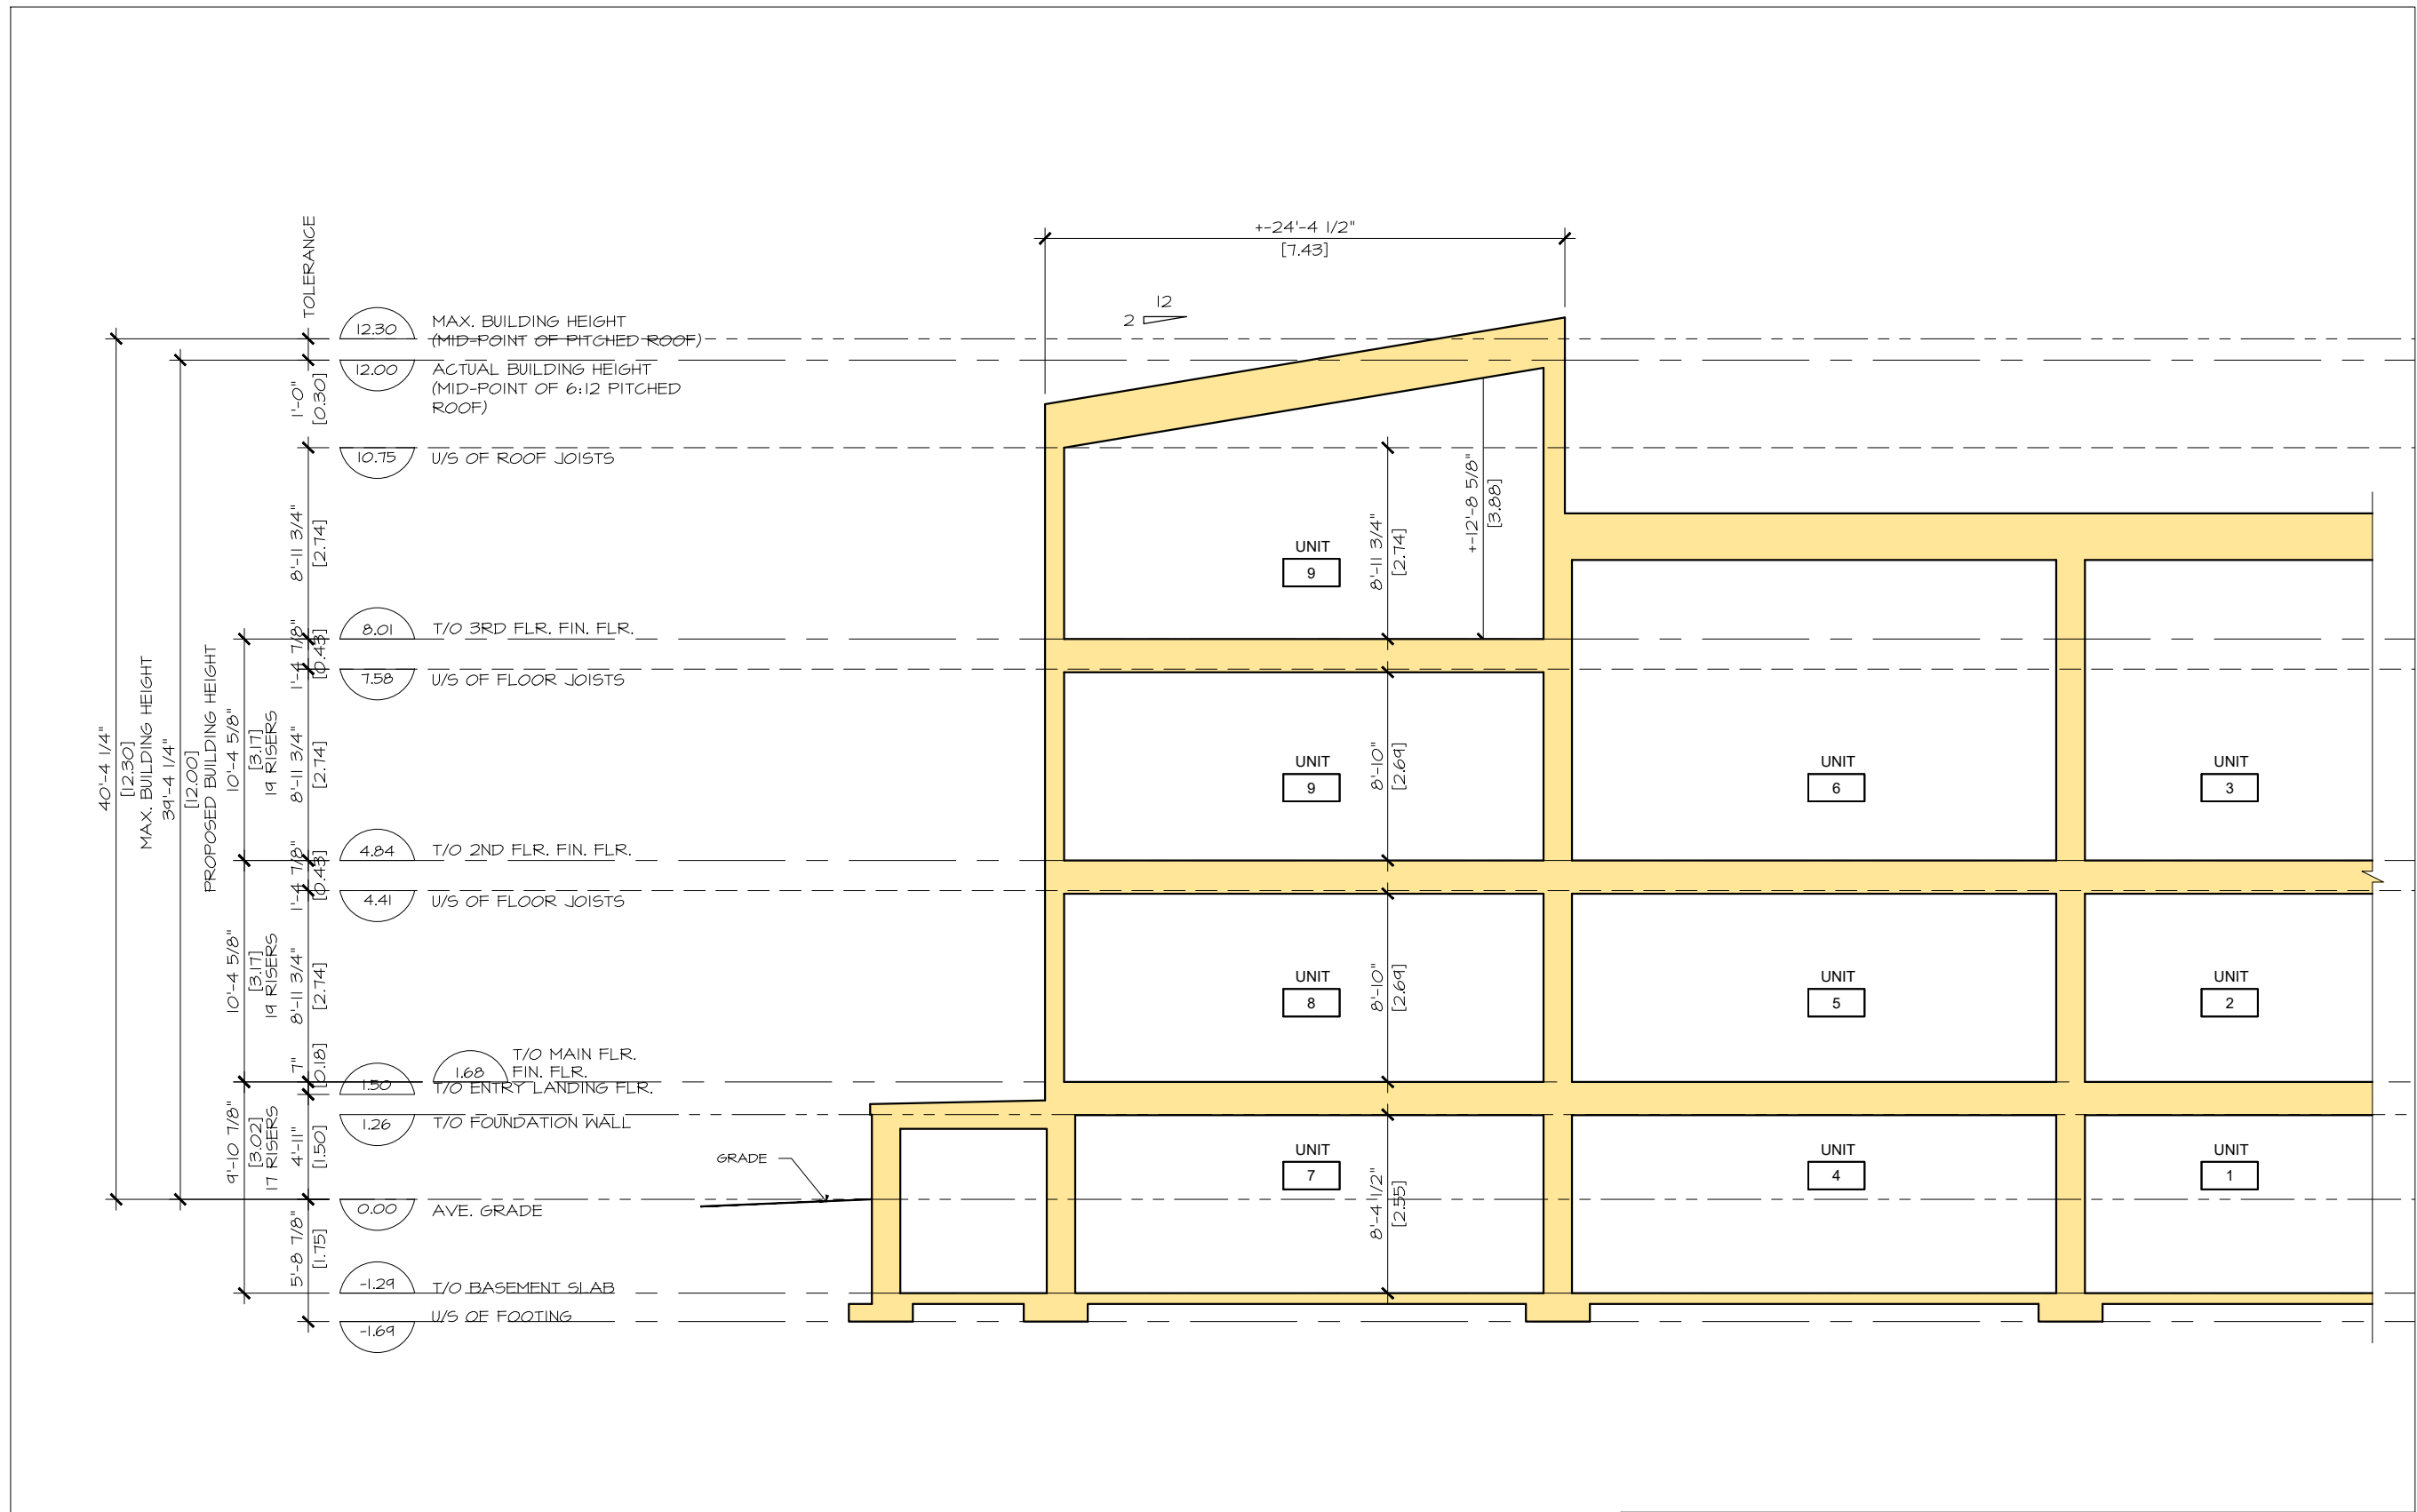 +-24'-4 1/2"
[7.43]
12
2
TOLERANCE
12.30
MAX. BUILDING HEIGHT
(MID-POINT OF PITCHED ROOF)
12.00
ACTUAL BUILDING HEIGHT
(MID-POINT OF 6:12 PITCHED
ROOF)
1'-0"
[0.30]
10.75
U/S OF ROOF JOISTS
8'-11 3/4"
[2.74]
8.01
T/O 3RD FLR. FIN. FLR.
1'-4 7/8"
[0.43]
7.58
U/S OF FLOOR JOISTS
40'-4 1/4"
[12.30]
MAX. BUILDING HEIGHT
39'-4 1/4"
[12.00]
PROPOSED BUILDING HEIGHT
10'-4 5/8"
[3.17]
19 RISERS
8'-11 3/4"
[2.74]
4.84
T/O 2ND FLR. FIN. FLR.
1'-4 7/8"
[0.43]
4.41
U/S OF FLOOR JOISTS
10'-4 5/8"
[3.17]
19 RISERS
8'-11 3/4"
[2.74]
7"
[0.18]
1.68
T/O MAIN FLR.
FIN. FLR.
1.50
T/O ENTRY LANDING FLR.
1.26
T/O FOUNDATION WALL
9'-10 7/8"
[3.02]
17 RISERS
4'-11"
[1.50]
GRADE
0.00
AVE. GRADE
5'-8 7/8"
[1.75]
-1.29
T/O BASEMENT SLAB
U/S OF FOOTING
-1.69
UNIT
9
8'-11 3/4"
[2.74]
+-12'-8 5/8"
[3.88]
UNIT
9
8'-10"
[2.69]
UNIT
6
UNIT
3
UNIT
8
8'-10"
[2.69]
UNIT
5
UNIT
2
UNIT
7
8'-4 1/2"
[2.55]
UNIT
4
UNIT
1